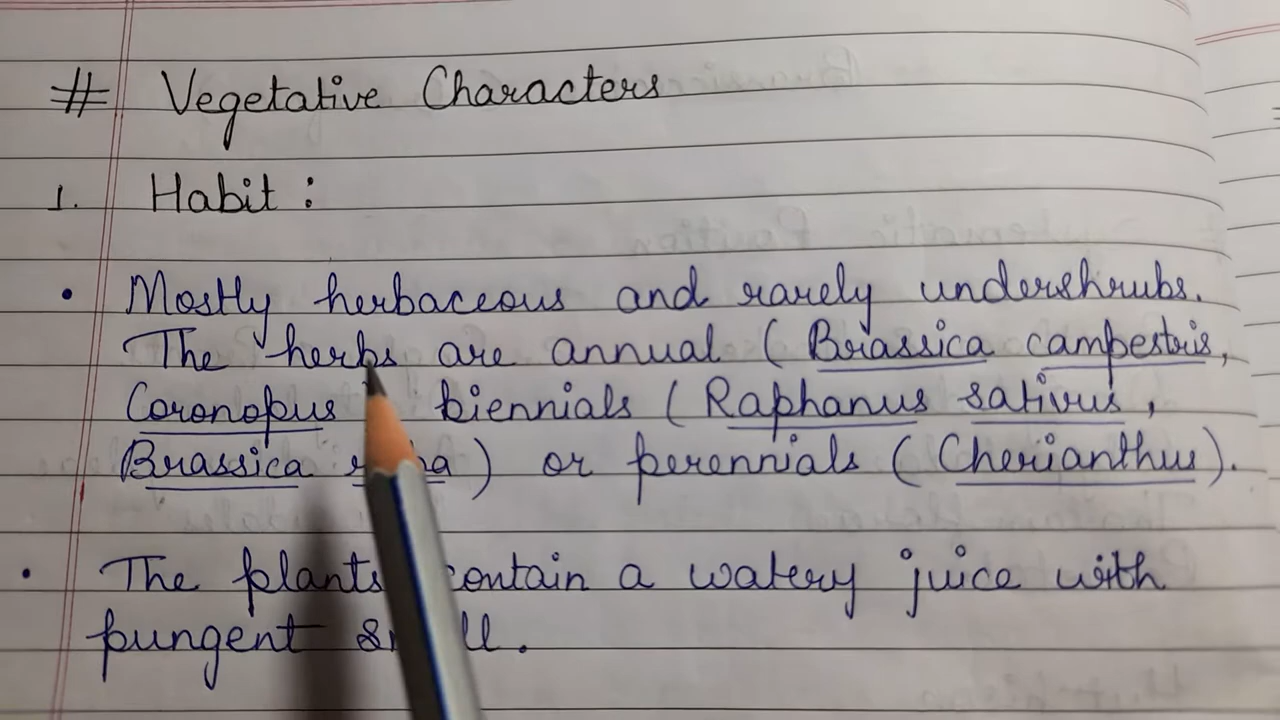 # Vegetative Characters
1. Habit :
• Mostly herbaceous and rarely undershrubs.
The herbs are annual ( Brassica campestris,
Coronopus biennials ( Raphanus sativus ,
Brassica ) or perennials ( Cherianthus ).
• The plants contain a watery juice with
pungent smell.